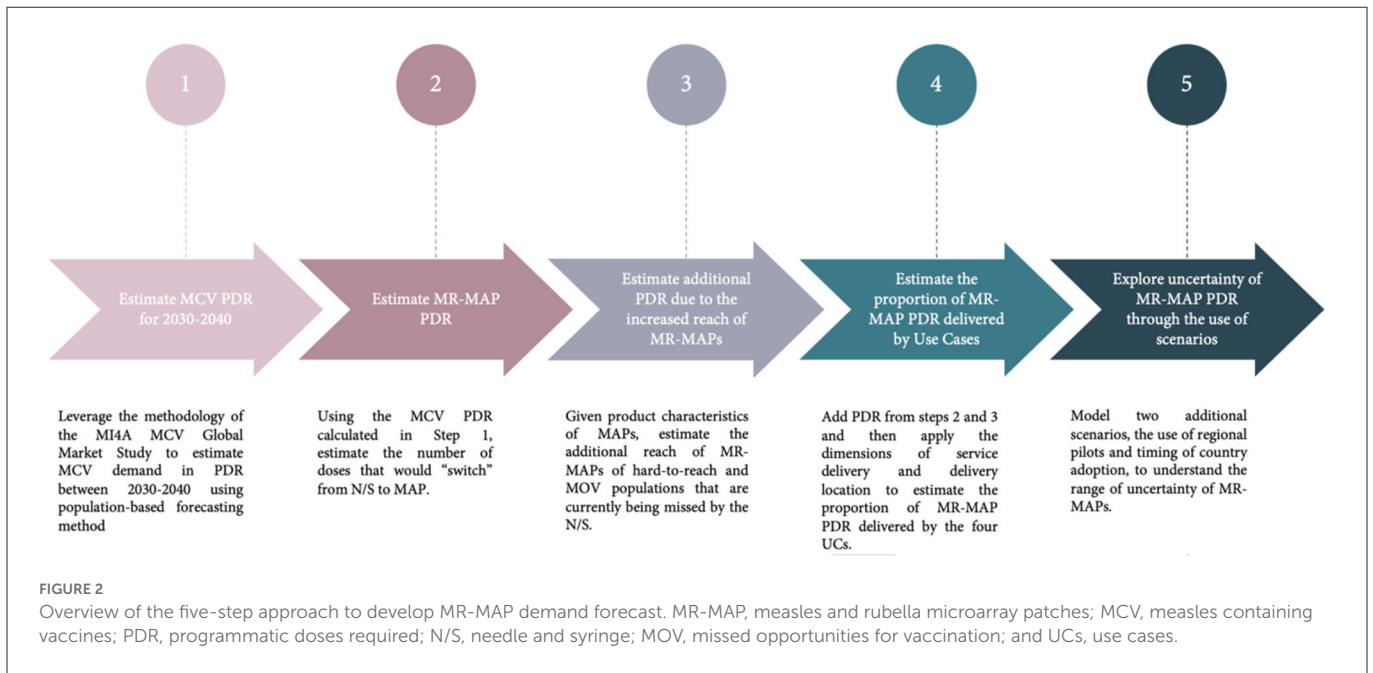 1
2
3
4
5
Estimate MCV PDR
for 2030-2040
Estimate MR-MAP
PDR
Estimate additional
PDR due to the
increased reach of
MR-MAPs
Estimate the
proportion of MR-
MAP PDR delivered
by Use Cases
Explore uncertainty of
MR-MAP PDR
through the use of
scenarios
Leverage the methodology of
the MI4A MCV Global
Market Study to estimate
MCV demand in PDR
between 2030-2040 using
population-based forecasting
method
Using the MCV PDR
calculated in Step 1,
estimate the number of
doses that would “switch”
from N/S to MAP.
Given product characteristics
of MAPs, estimate the
additional reach of MR-
MAPs of hard-to-reach and
MOV populations that are
currently being missed by the
N/S.
Add PDR from steps 2 and 3
and then apply the
dimensions of service
delivery and delivery
location to estimate the
proportion of MR-MAP
PDR delivered by the four
UCs.
Model two additional
scenarios, the use of regional
pilots and timing of country
adoption, to understand the
range of uncertainty of MR-
MAPs.
FIGURE 2
Overview of the five-step approach to develop MR-MAP demand forecast. MR-MAP, measles and rubella microarray patches; MCV, measles containing
vaccines; PDR, programmatic doses required; N/S, needle and syringe; MOV, missed opportunities for vaccination; and UCs, use cases.